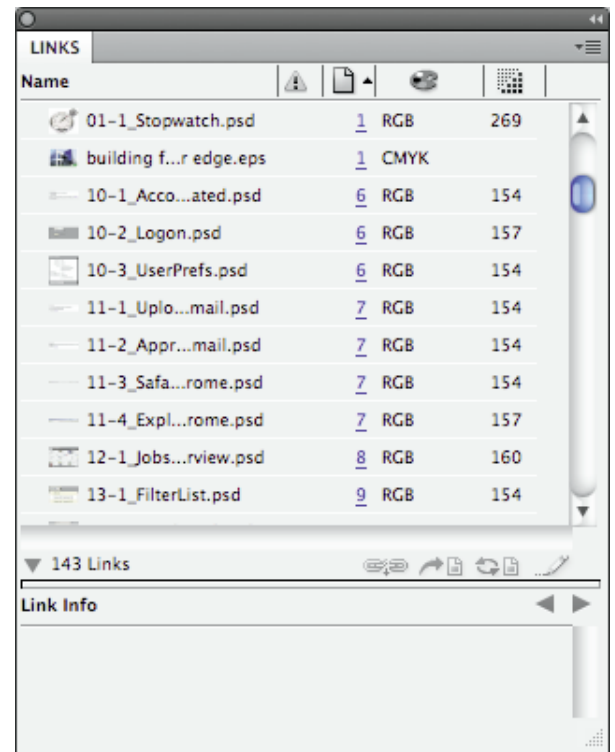 LINKS
Name
01-1_Stopwatch.psd 1 RGB 269
building f...r edge.eps 1 CMYK
10-1_Acco...ated.psd 6 RGB 154
10-2_Logon.psd 6 RGB 157
10-3_UserPrefs.psd 6 RGB 154
11-1_Uplo...mail.psd 7 RGB 154
11-2_Appr...mail.psd 7 RGB 154
11-3_Safa...rome.psd 7 RGB 154
11-4_Expl...rome.psd 7 RGB 157
12-1_Jobs...rview.psd 8 RGB 160
13-1_FilterList.psd 9 RGB 154
143 Links
Link Info